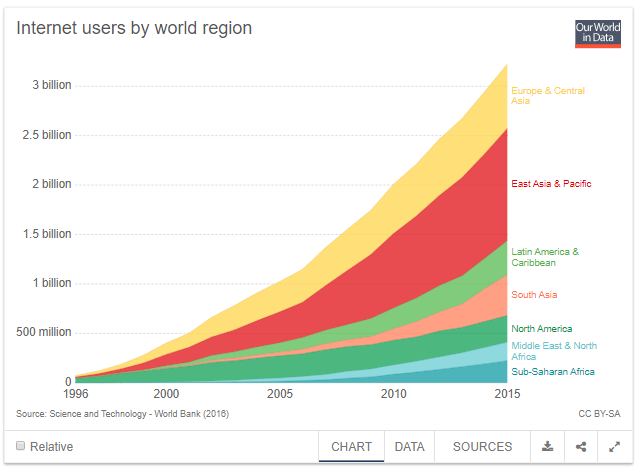 Internet users by world region
Our World
in Data
3 billion
2.5 billion
2 billion
1.5 billion
1 billion
500 million
0
1996
2000
2005
2010
2015
Europe & Central
Asia
East Asia & Pacific
Latin America &
Caribbean
South Asia
North America
Middle East & North
Africa
Sub-Saharan Africa
Source: Science and Technology - World Bank (2016)
CC BY-SA
Relative
CHART
DATA
SOURCES